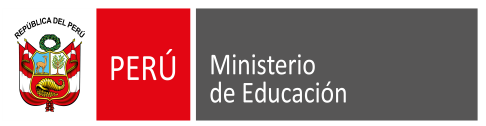 REPÚBLICA DEL PERÚ
PERÚ
Ministerio
de Educación